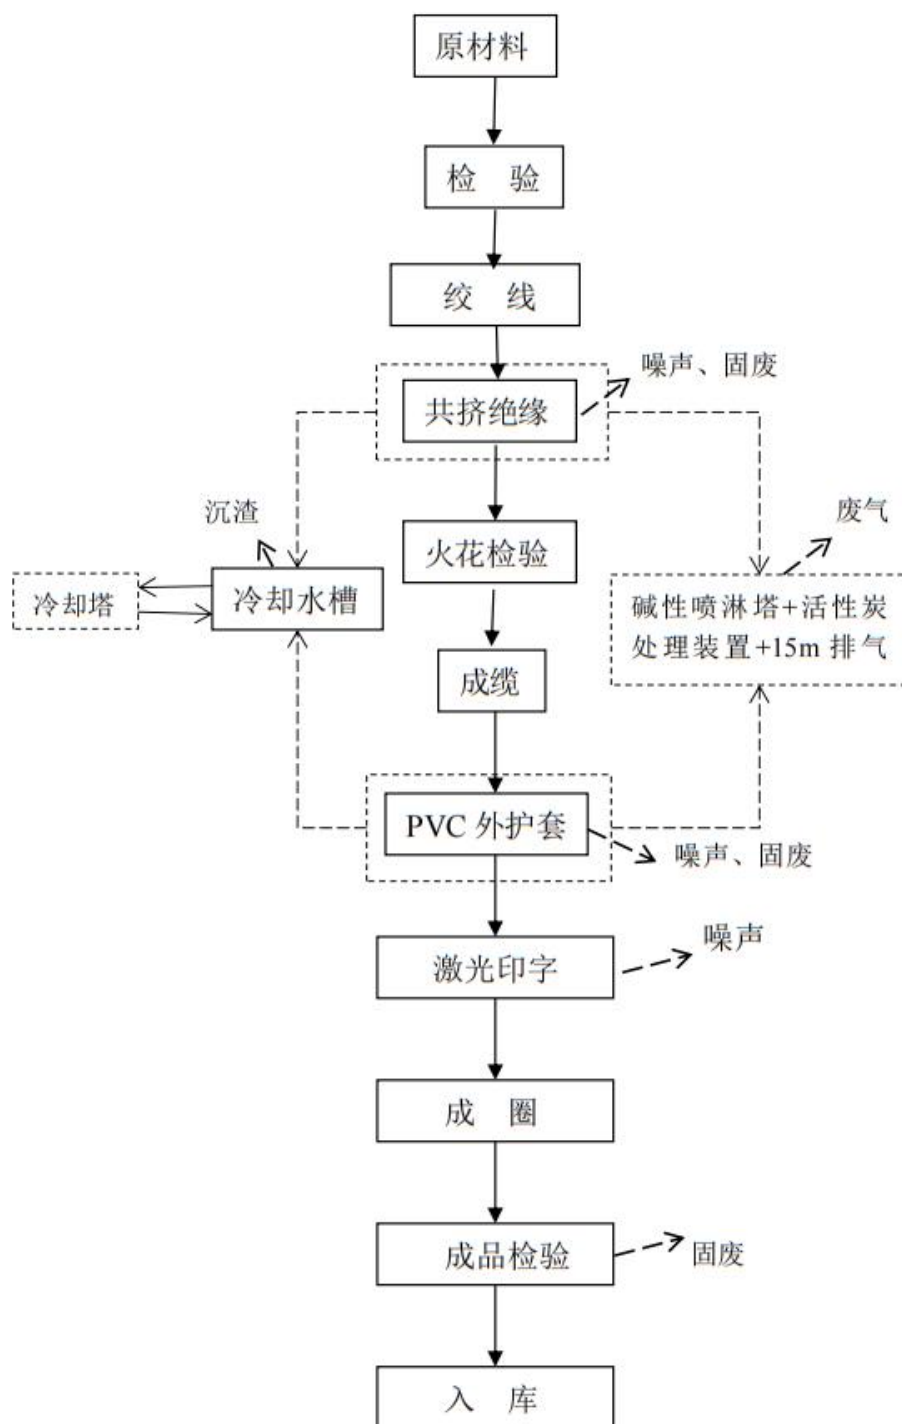 原材料
检 验
绞 线
噪声、固废
共挤绝缘
沉渣
废气
火花检验
冷却塔
冷却水槽
碱性喷淋塔+活性炭
处理装置+15m 排气
成缆
PVC 外护套
噪声、固废
噪声
激光印字
成 圈
成品检验
固废
入 库